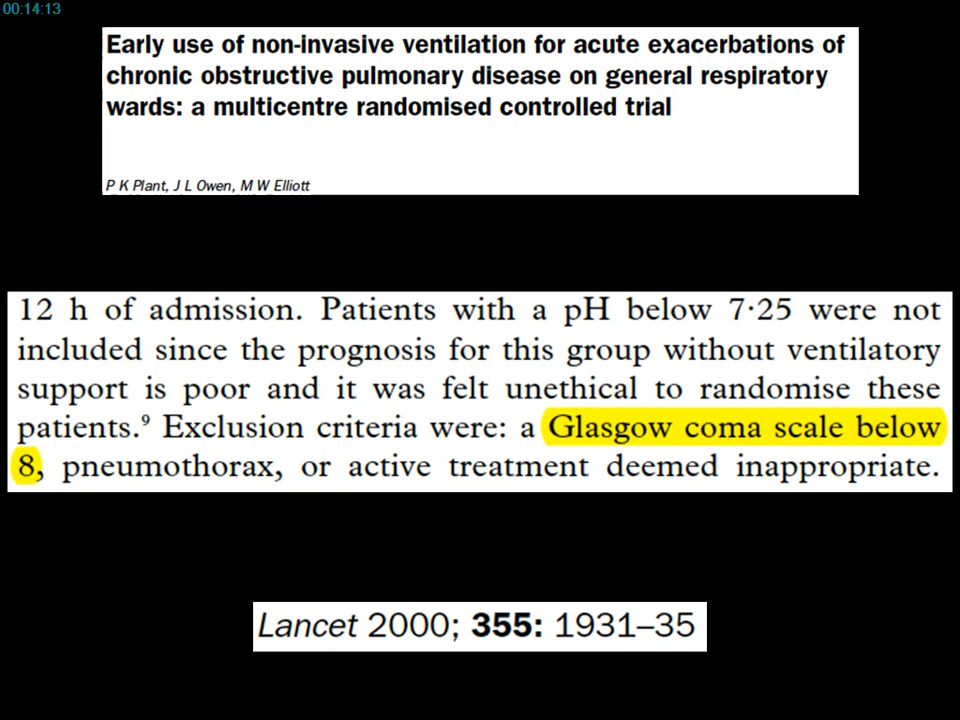 00:14:13
Early use of non-invasive ventilation for acute exacerbations of
chronic obstructive pulmonary disease on general respiratory
wards: a multicentre randomised controlled trial
P K Plant, J L Owen, M W Elliott
12 h of admission. Patients with a pH below 7·25 were not
included since the prognosis for this group without ventilatory
support is poor and it was felt unethical to randomise these
patients.⁹ Exclusion criteria were: a Glasgow coma scale below
8, pneumothorax, or active treatment deemed inappropriate.
Lancet 2000; 355: 1931–35